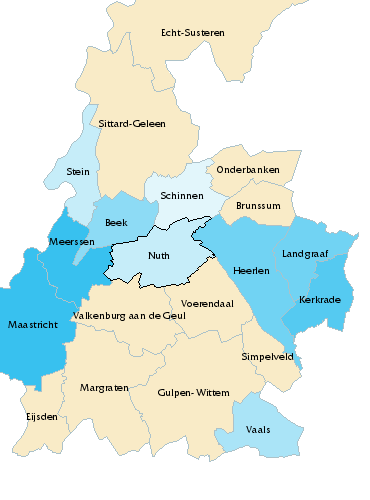 Echt-Susteren
Sittard-Geleen
Stein
Onderbanken
Schinnen
Brunssum
Beek
Meerssen
Nuth
Landgraaf
Heerlen
Kerkrade
Voerendaal
Valkenburg aan de Geul
Maastricht
Simpelveld
Margraten
Gulpen- Wittem
Eijsden
Vaals